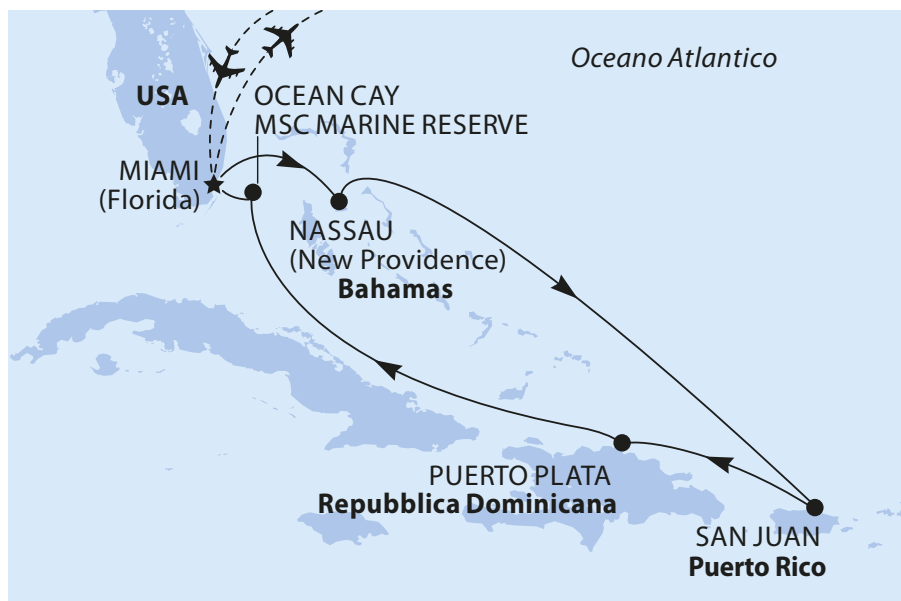 Oceano Atlantico
USA
OCEAN CAY
MSC MARINE RESERVE
MIAMI
(Florida)
NASSAU
(New Providence)
Bahamas
PUERTO PLATA
Repubblica Dominicana
SAN JUAN
Puerto Rico